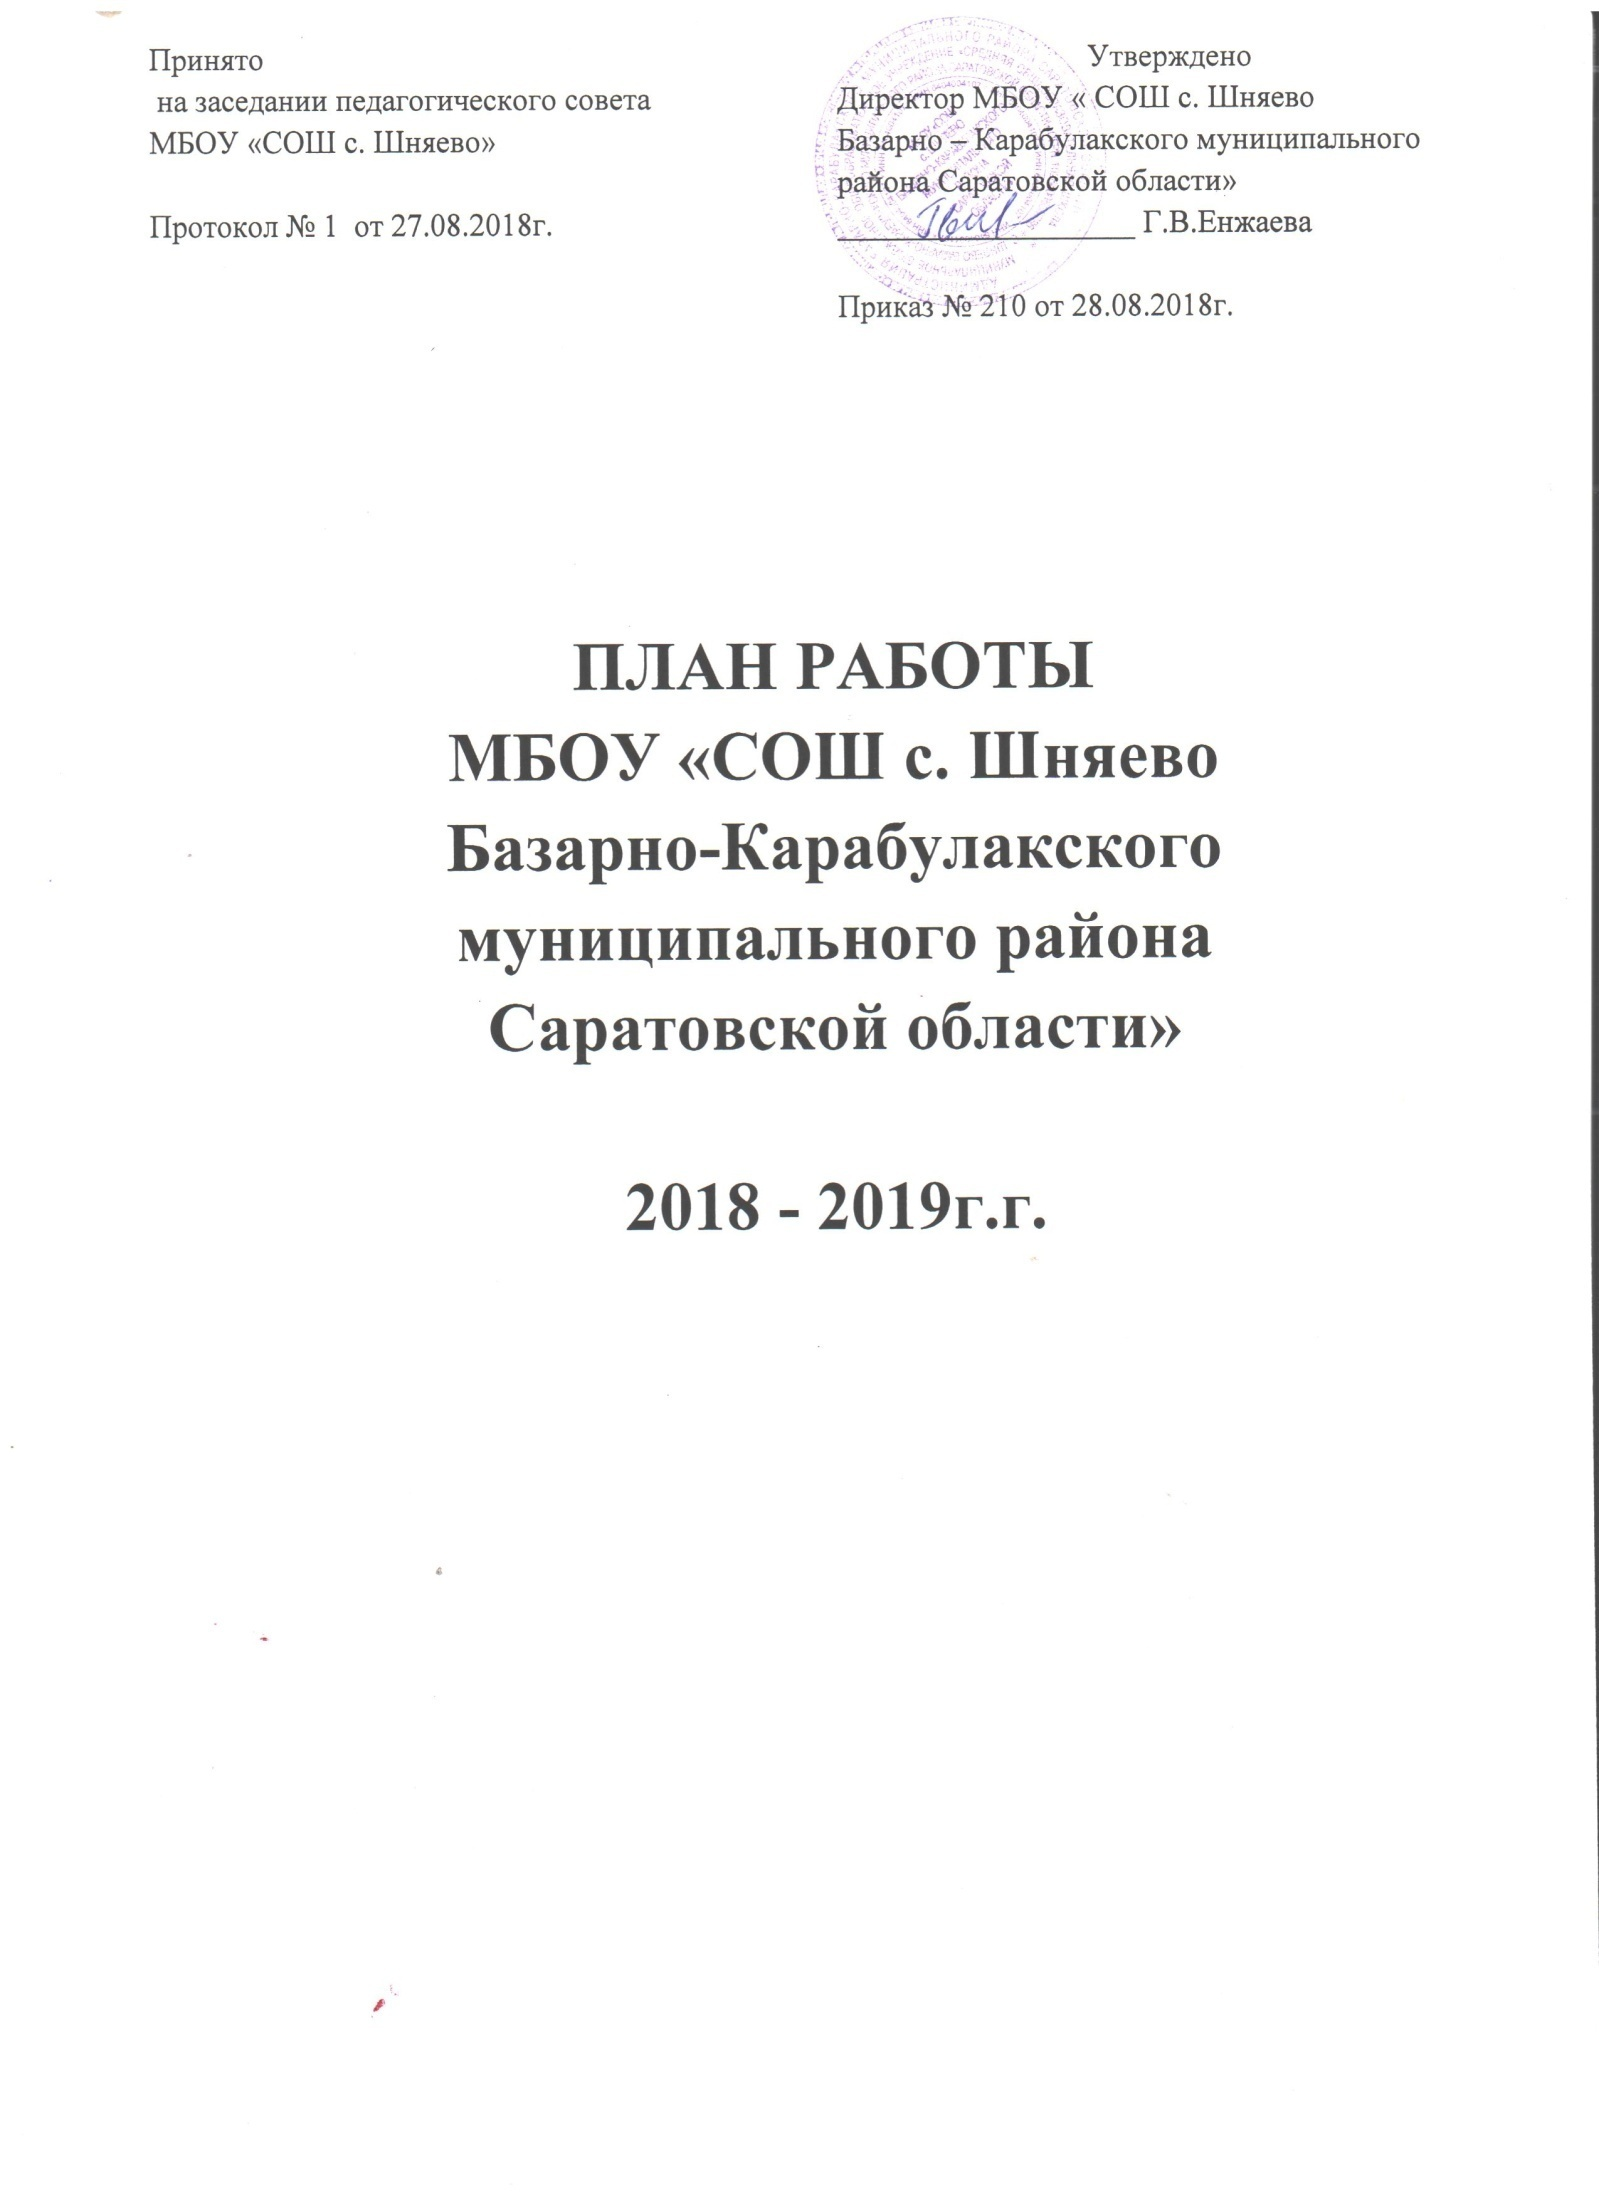 Принято
на заседании педагогического совета
МБОУ «СОШ с. Шняево»
Протокол № 1 от 27.08.2018г.
Утверждено
Директор МБОУ « СОШ с. Шняево
Базарно – Карабулакского муниципального
района Саратовской области»
___________________ Г.В.Енжаева
Приказ № 210 от 28.08.2018г.
ПЛАН РАБОТЫ
МБОУ «СОШ с. Шняево
Базарно-Карабулакского
муниципального района
Саратовской области»
2018 - 2019г.г.